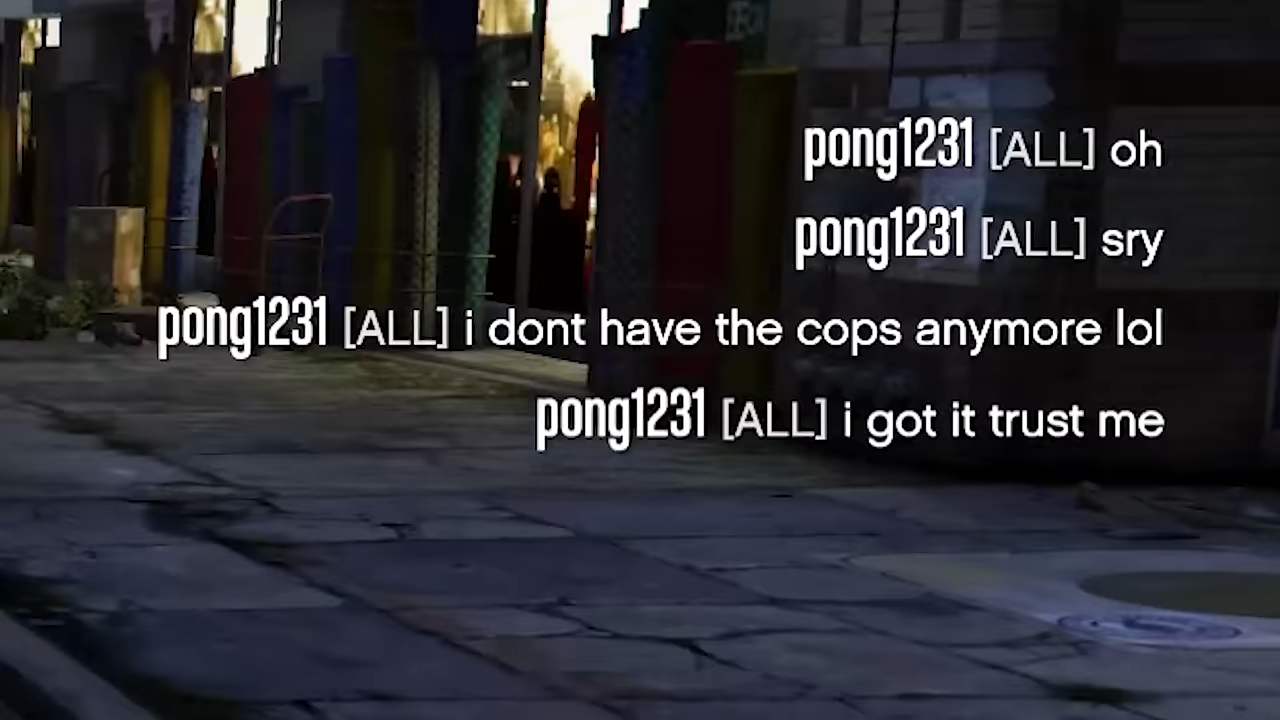 pong1231 [ALL] oh
pong1231 [ALL] sry
pong1231 [ALL] i dont have the cops anymore lol
pong1231 [ALL] i got it trust me